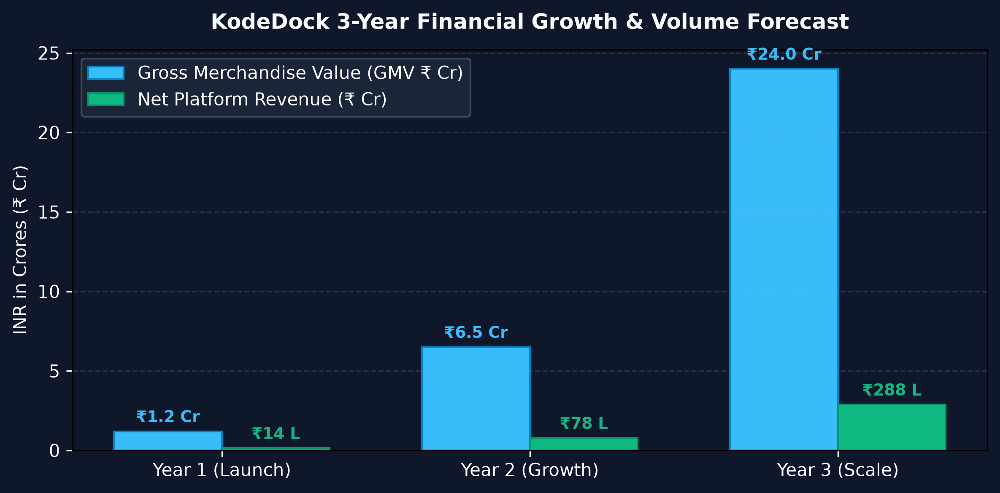 KodeDock 3-Year Financial Growth & Volume Forecast
Gross Merchandise Value (GMV ₹ Cr)
Net Platform Revenue (₹ Cr)
INR in Crores (₹ Cr)
25
20
15
10
5
0
₹1.2 Cr
₹14 L
₹6.5 Cr
₹78 L
₹24.0 Cr
₹288 L
Year 1 (Launch)
Year 2 (Growth)
Year 3 (Scale)